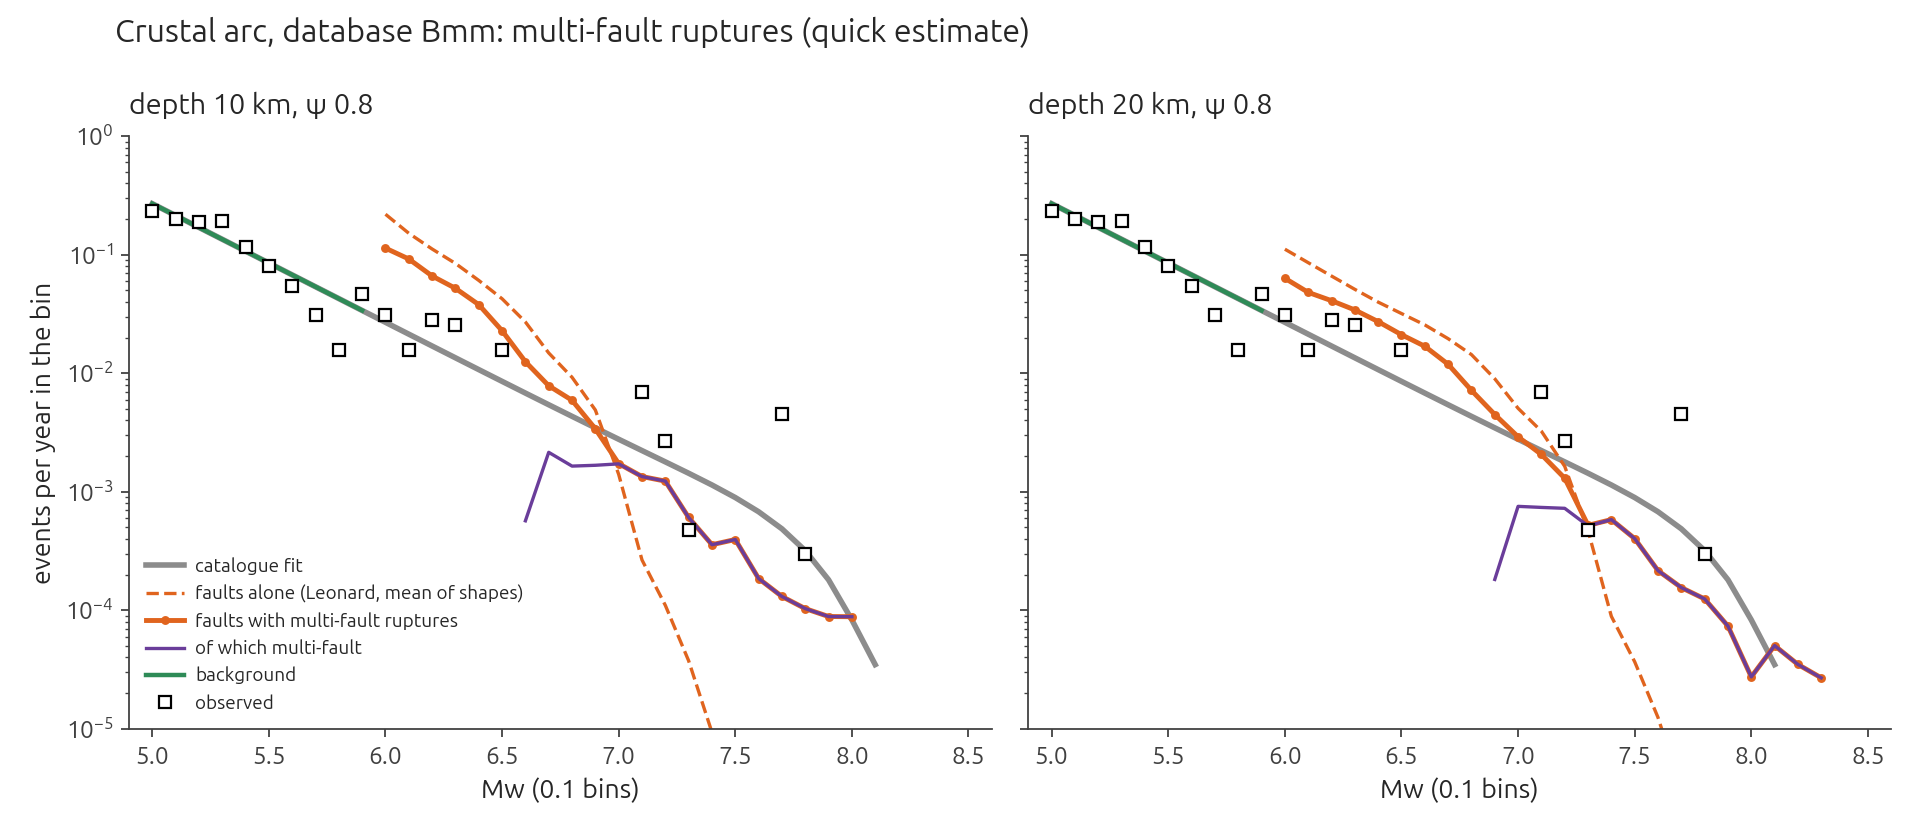 Crustal arc, database Bmm: multi-fault ruptures (quick estimate)
depth 10 km, ψ 0.8
depth 20 km, ψ 0.8
events per year in the bin
10⁰
10⁻¹
10⁻²
10⁻³
10⁻⁴
10⁻⁵
catalogue fit
faults alone (Leonard, mean of shapes)
faults with multi-fault ruptures
of which multi-fault
background
observed
5.0 5.5 6.0 6.5 7.0 7.5 8.0 8.5
5.0 5.5 6.0 6.5 7.0 7.5 8.0 8.5
Mw (0.1 bins)
Mw (0.1 bins)